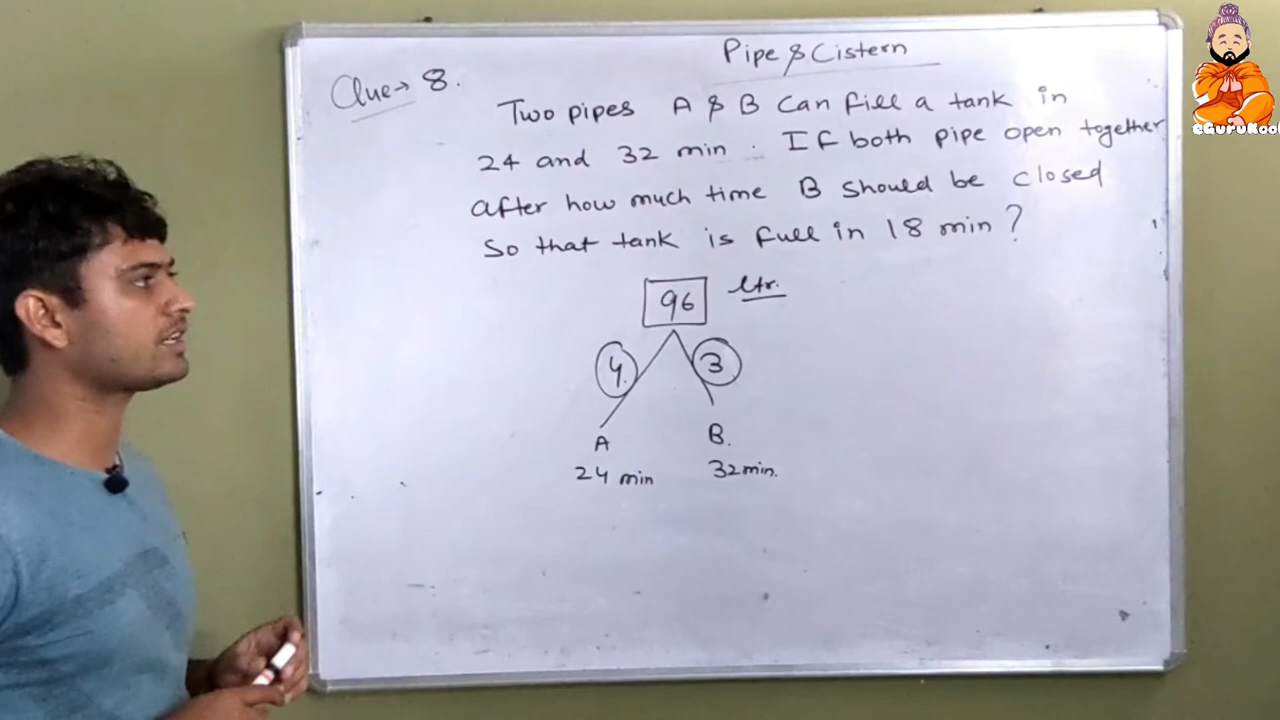 Pipe & Cistern
Clue→ 8.
Two pipes A & B can fill a tank in
24 and 32 min. If both pipe open together
after how much time B should be closed
So that tank is full in 18 min?
96 ltr.
4 3
A B.
24 min 32 min.
eGuruKool